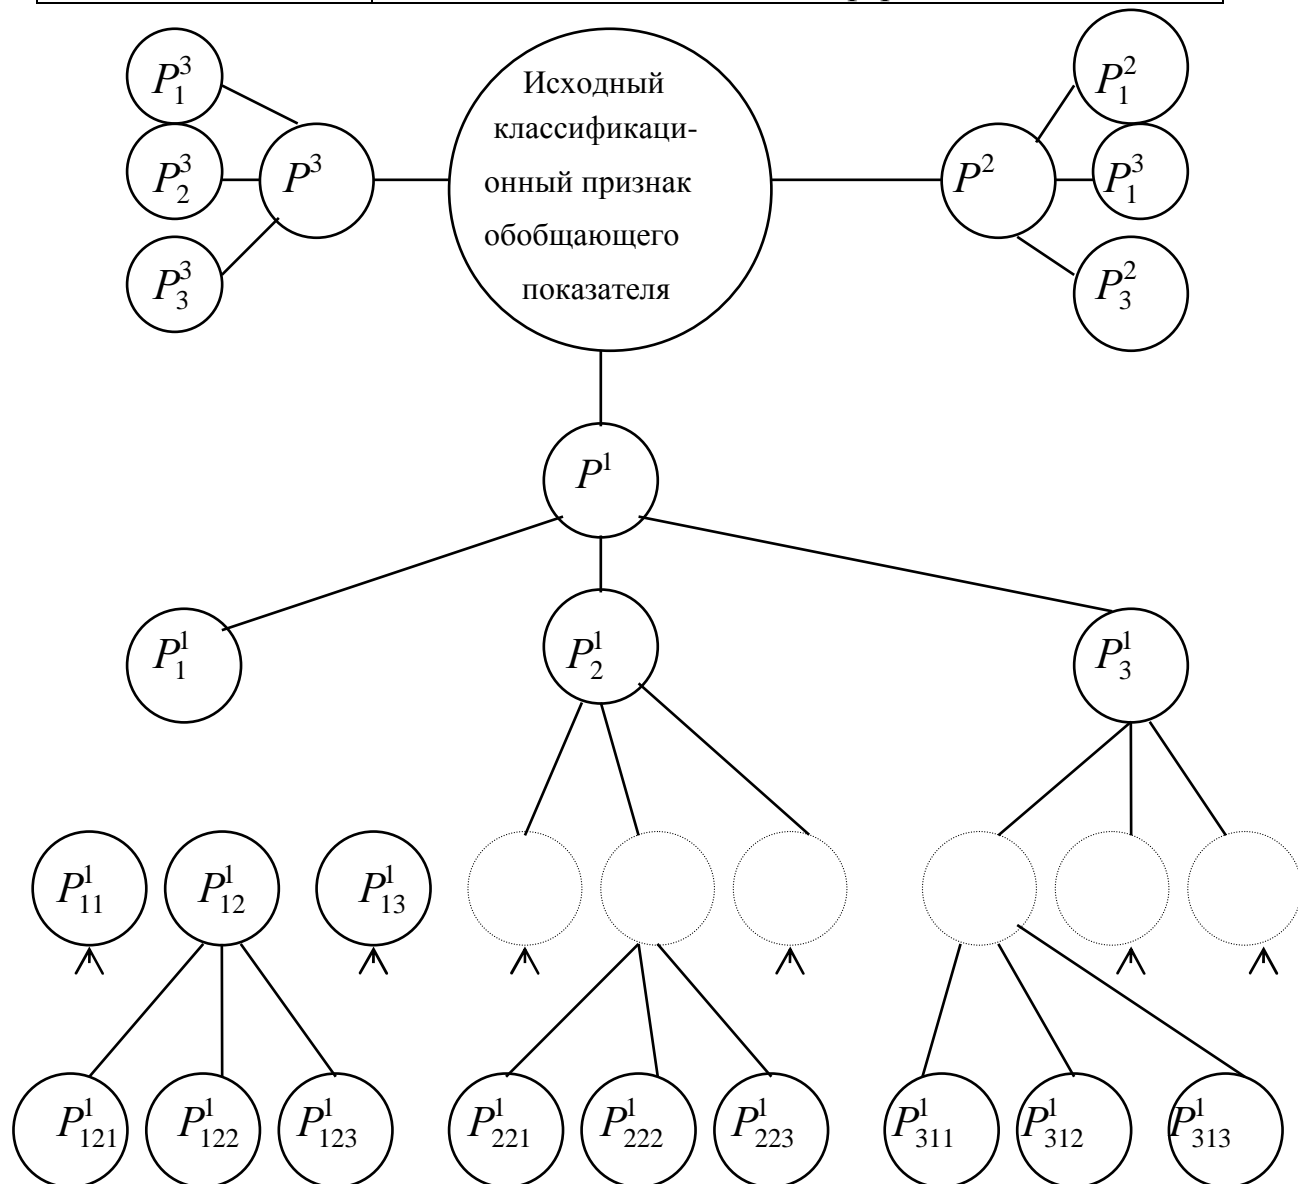 Исходный
классификаци-
онный признак
обобщающего
показателя
P^3_1
P^3_2
P^3_3
P^3
P^2
P^2_1
P^3_1
P^2_3
P^1
P^1_1
P^1_2
P^1_3
P^1_11
P^1_12
P^1_13
P^1_121
P^1_122
P^1_123
P^1_221
P^1_222
P^1_223
P^1_311
P^1_312
P^1_313